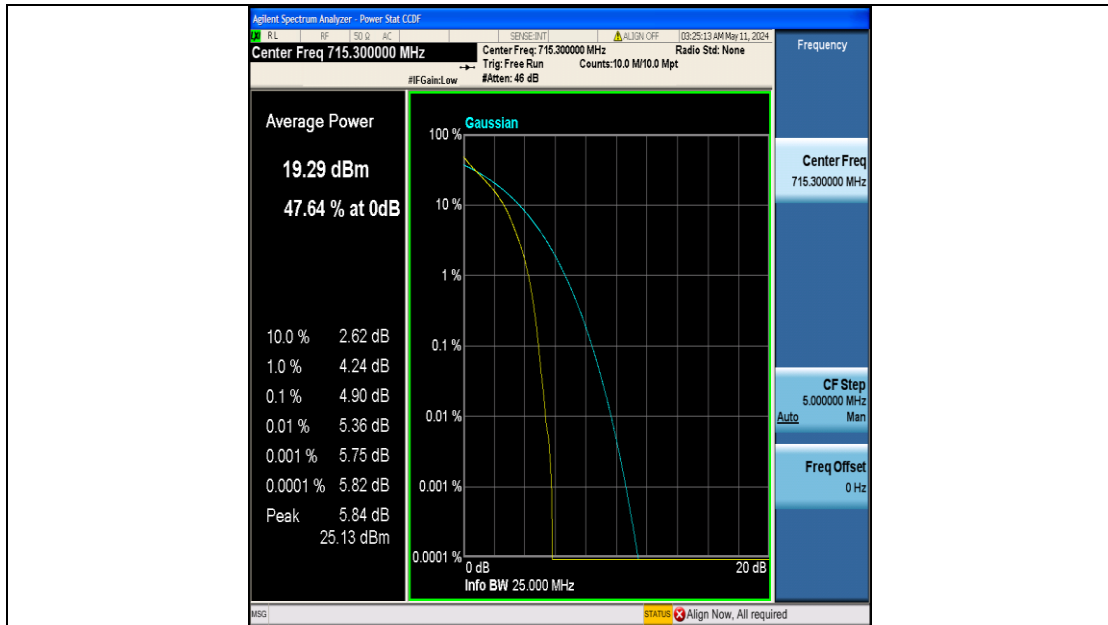 Agilent Spectrum Analyzer - Power Stat CCDF
RL RF 50 Ω AC SENSE:INT ALIGN OFF 03:25:13 AM May 11, 2024
Center Freq 715.300000 MHz
Center Freq: 715.300000 MHz Radio Std: None
Trig: Free Run Counts:10.0 M/10.0 Mpt
#IFGain:Low #Atten: 46 dB
Frequency
Average Power
19.29 dBm
47.64 % at 0dB
10.0 % 2.62 dB
1.0 % 4.24 dB
0.1 % 4.90 dB
0.01 % 5.36 dB
0.001 % 5.75 dB
0.0001 % 5.82 dB
Peak 5.84 dB
25.13 dBm
Gaussian
100 %
10 %
1 %
0.1 %
0.01 %
0.001 %
0.0001 %
0 dB 20 dB
Info BW 25.000 MHz
Center Freq
715.300000 MHz
CF Step
5.000000 MHz
Auto Man
Freq Offset
0 Hz
MSG STATUS Align Now, All required